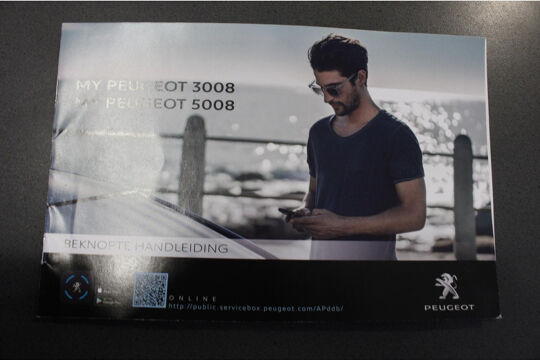 MY PEUGEOT 3008
MY PEUGEOT 5008
BEKNOPTE HANDLEIDING
ONLINE
http://public.servicebox.peugeot.com/APddb/
PEUGEOT